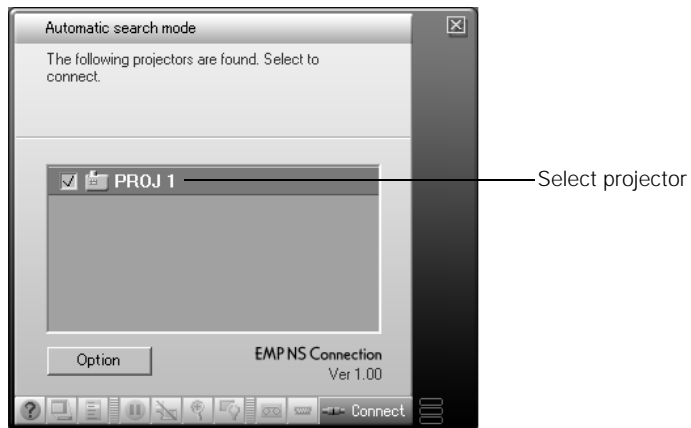 Automatic search mode
The following projectors are found. Select to
connect.
PROJ 1
Select projector
Option
EMP NS Connection
Ver 1.00
? Connect